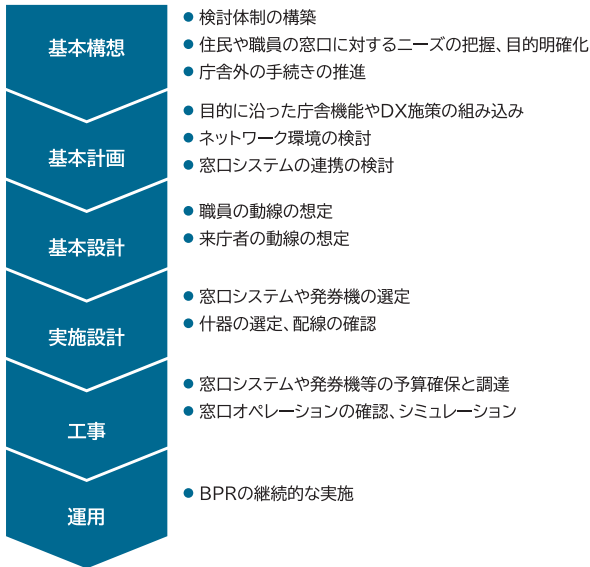 基本構想
● 検討体制の構築
● 住民や職員の窓口に対するニーズの把握、目的明確化
● 庁舎外の手続きの推進
基本計画
● 目的に沿った庁舎機能やDX施策の組み込み
● ネットワーク環境の検討
● 窓口システムの連携の検討
基本設計
● 職員の動線の想定
● 来庁者の動線の想定
実施設計
● 窓口システムや発券機の選定
● 什器の選定、配線の確認
工事
● 窓口システムや発券機等の予算確保と調達
● 窓口オペレーションの確認、シミュレーション
運用
● BPRの継続的な実施